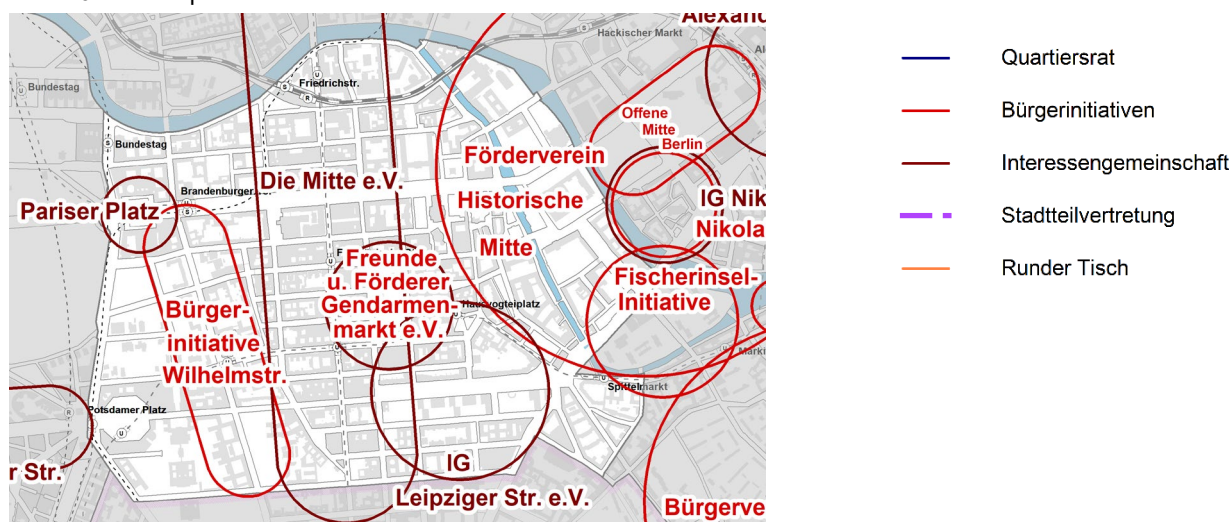 Alexand
Hackischer Markt
Bundestag
Friedrichstr.
Offene
Mitte
Berlin
Bundestag
Förderverein
Die Mitte e.V.
Brandenburger
Historische
IG Nik
Pariser Platz
Nikola
Mitte
Freunde
u. Förderer
Gendarmen-
markt e.V.
Fischerinsel-
Initiative
Hausvogteiplatz
Bürger-
initiative
Wilhelmstr.
Spittelmarkt
Potsdamer Platz
r Str.
IG
Leipziger Str. e.V.
Bürgerve
Quartiersrat
Bürgerinitiativen
Interessengemeinschaft
Stadtteilvertretung
Runder Tisch